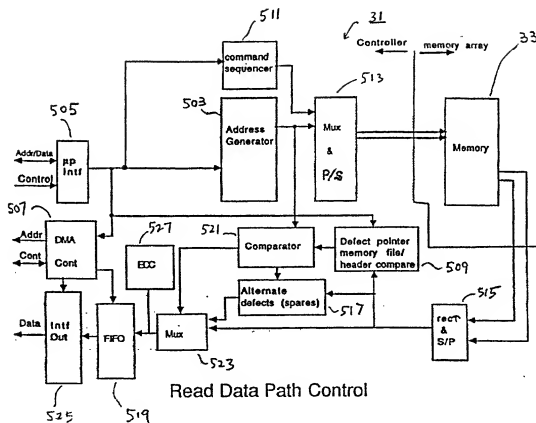 511
31
command
sequencer
Controller
memory array
33
505
503
513
Addr/Data
μp
Intf
Address
Generator
Mux
&
P/S
Memory
Control
507
527
Addr
DMA
Cont
Cont
ECC
521
Comparator
Defect pointer
memory file/
header compare
509
Alternate
defects (spares)
517
515
Data
Intf
Out
FIFO
Mux
523
rect
&
S/P
525
519
Read Data Path Control